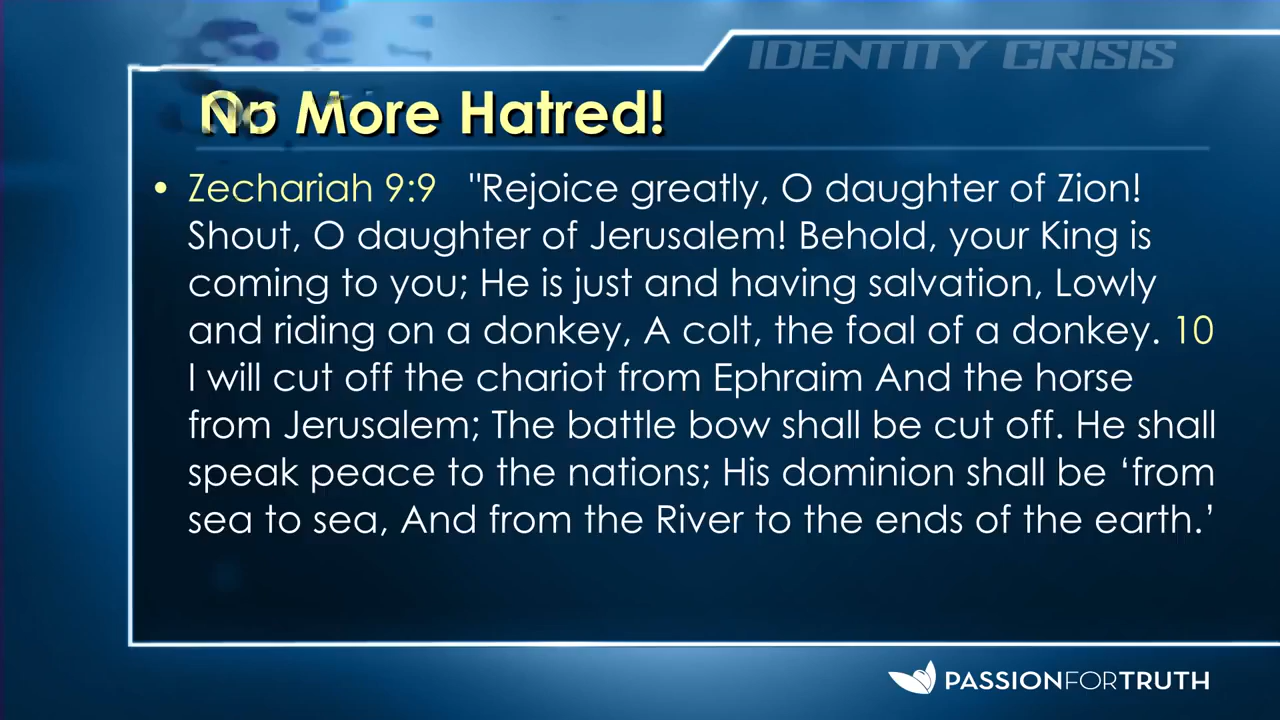 IDENTITY CRISIS
No More Hatred!
• Zechariah 9:9 "Rejoice greatly, O daughter of Zion!
Shout, O daughter of Jerusalem! Behold, your King is
coming to you; He is just and having salvation, Lowly
and riding on a donkey, A colt, the foal of a donkey. 10
I will cut off the chariot from Ephraim And the horse
from Jerusalem; The battle bow shall be cut off. He shall
speak peace to the nations; His dominion shall be ‘from
sea to sea, And from the River to the ends of the earth.’
PASSIONFORTRUTH